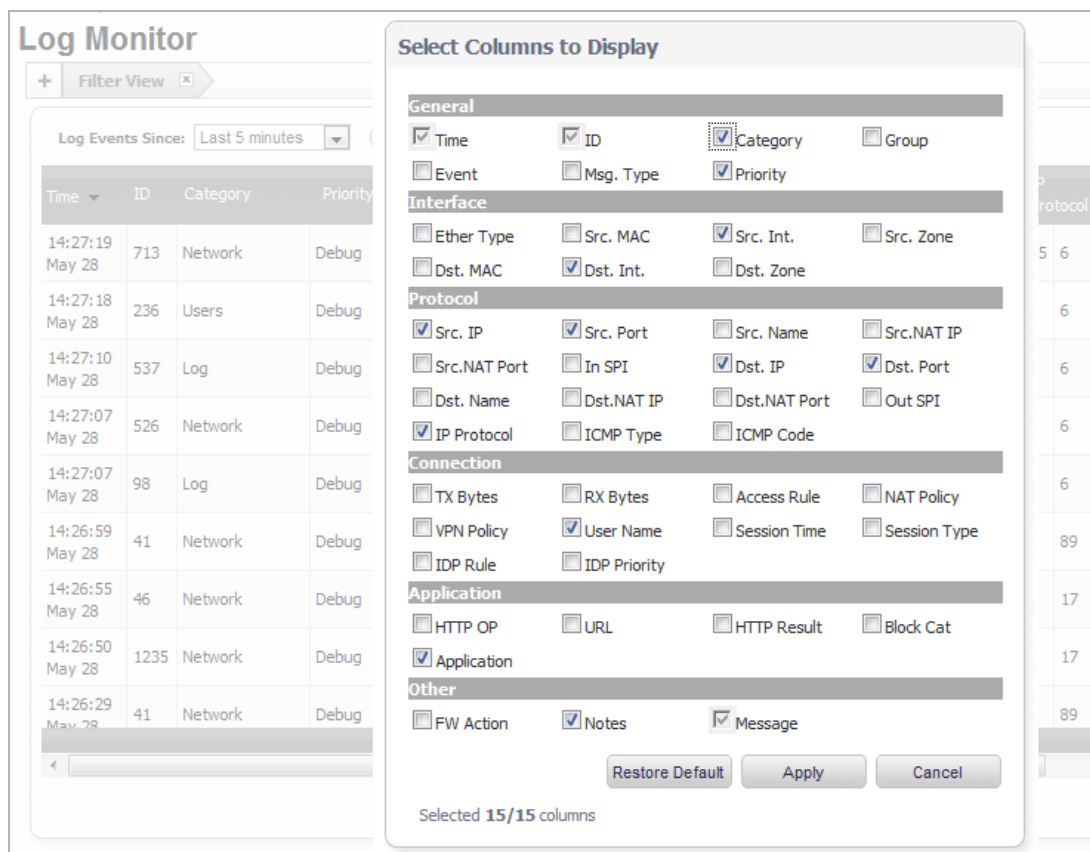 Log Monitor
+ Filter View x
Log Events Since: Last 5 minutes
Time ID Category Priority
Protocol
14:27:19
May 28 713 Network Debug 5 6
14:27:18
May 28 236 Users Debug 6
14:27:10
May 28 537 Log Debug 6
14:27:07
May 28 526 Network Debug 6
14:27:07
May 28 98 Log Debug 6
14:26:59
May 28 41 Network Debug 89
14:26:55
May 28 46 Network Debug 17
14:26:50
May 28 1235 Network Debug 17
14:26:29
May 28 41 Network Debug 89
Select Columns to Display
General
Time ID Category Group
Event Msg. Type Priority
Interface
Ether Type Src. MAC Src. Int. Src. Zone
Dst. MAC Dst. Int. Dst. Zone
Protocol
Src. IP Src. Port Src. Name Src.NAT IP
Src.NAT Port In SPI Dst. IP Dst. Port
Dst. Name Dst.NAT IP Dst.NAT Port Out SPI
IP Protocol ICMP Type ICMP Code
Connection
TX Bytes RX Bytes Access Rule NAT Policy
VPN Policy User Name Session Time Session Type
IDP Rule IDP Priority
Application
HTTP OP URL HTTP Result Block Cat
Application
Other
FW Action Notes Message
Restore Default Apply Cancel
Selected 15/15 columns